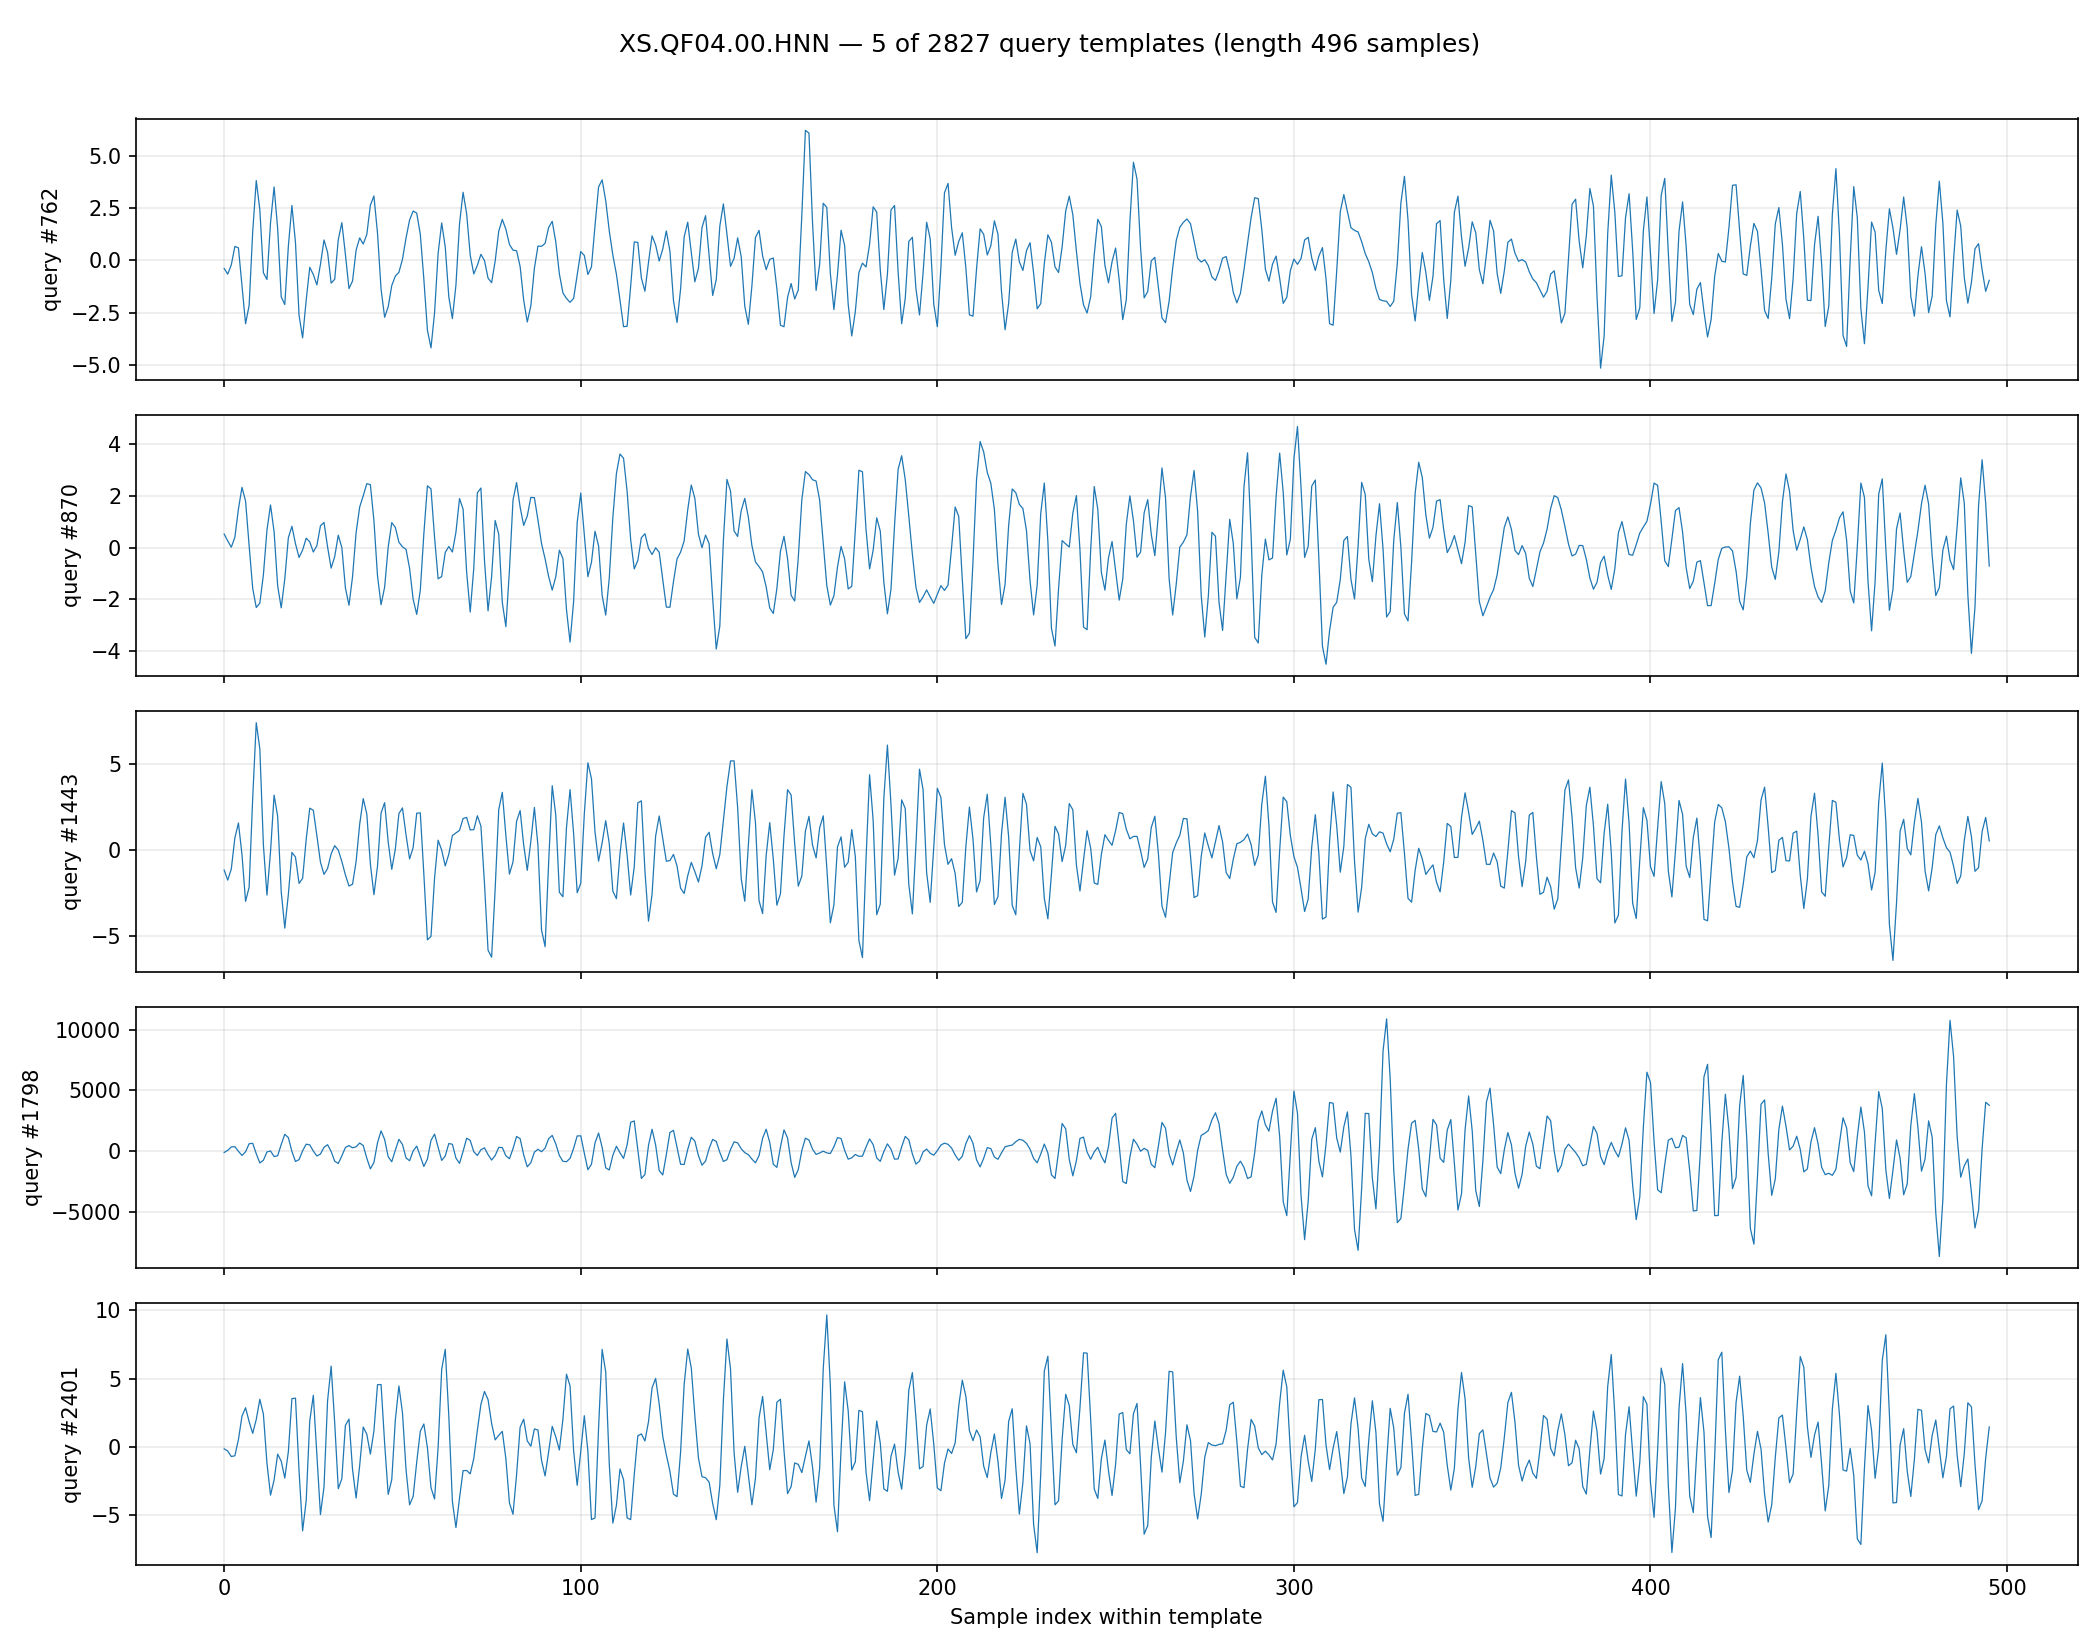 XS.QF04.00.HNN — 5 of 2827 query templates (length 496 samples)
query #762
5.0
2.5
0.0
−2.5
−5.0
query #870
4
2
0
−2
−4
query #1443
5
0
−5
query #1798
10000
5000
0
−5000
query #2401
10
5
0
−5
0 100 200 300 400 500
Sample index within template